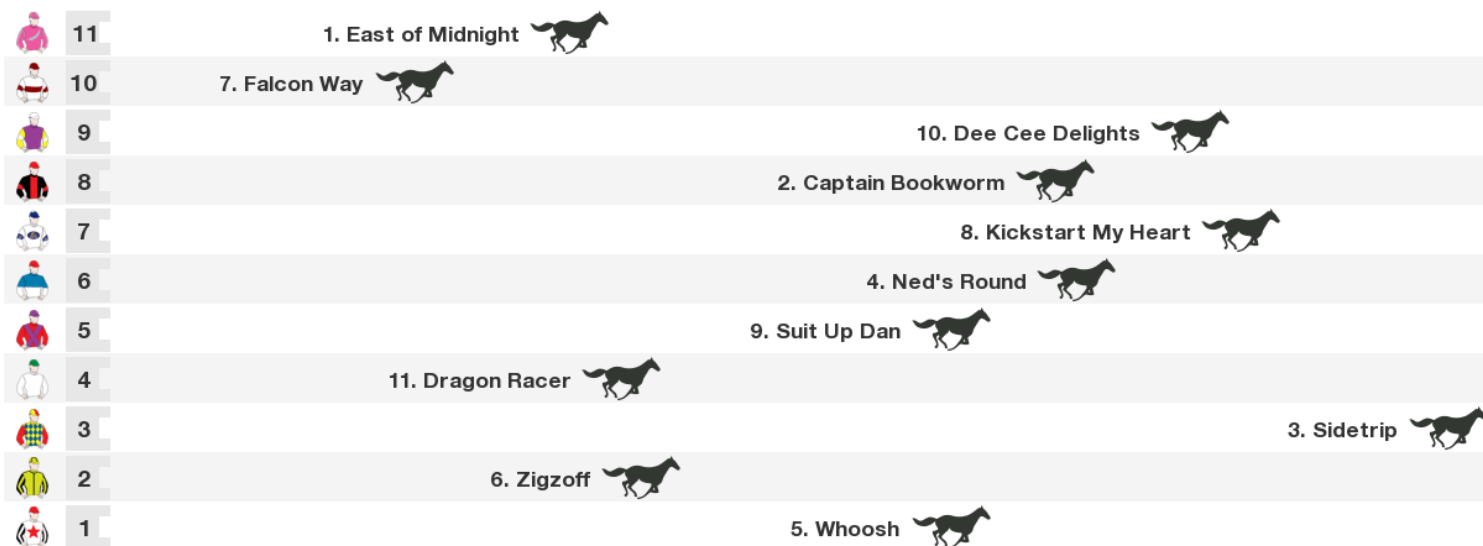 11 1. East of Midnight
10 7. Falcon Way
9 10. Dee Cee Delights
8 2. Captain Bookworm
7 8. Kickstart My Heart
6 4. Ned's Round
5 9. Suit Up Dan
4 11. Dragon Racer
3 3. Sidetrip
2 6. Zigzoff
1 5. Whoosh